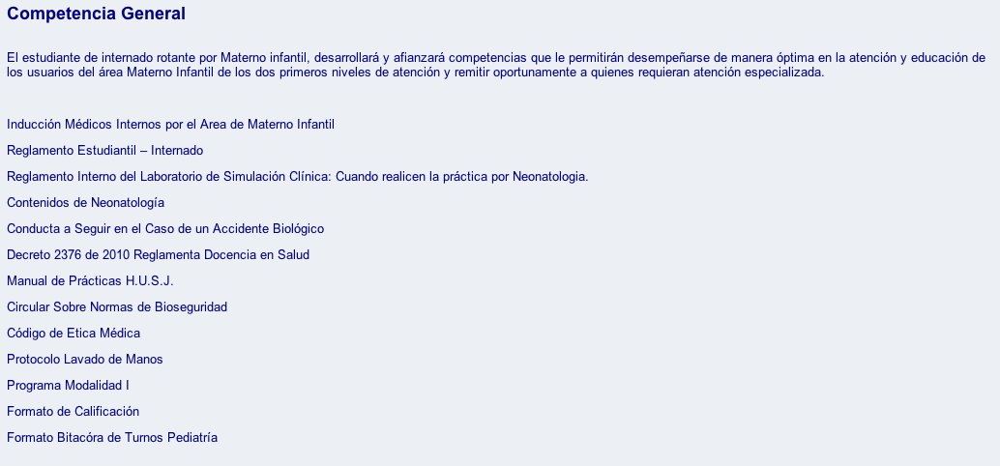 Competencia General
El estudiante de internado rotante por Materno infantil, desarrollará y afianzará competencias que le permitirán desempeñarse de manera óptima en la atención y educación de
los usuarios del área Materno Infantil de los dos primeros niveles de atención y remitir oportunamente a quienes requieran atención especializada.
Inducción Médicos Internos por el Area de Materno Infantil
Reglamento Estudiantil – Internado
Reglamento Interno del Laboratorio de Simulación Clínica: Cuando realicen la práctica por Neonatologia.
Contenidos de Neonatología
Conducta a Seguir en el Caso de un Accidente Biológico
Decreto 2376 de 2010 Reglamenta Docencia en Salud
Manual de Prácticas H.U.S.J.
Circular Sobre Normas de Bioseguridad
Código de Etica Médica
Protocolo Lavado de Manos
Programa Modalidad I
Formato de Calificación
Formato Bitacóra de Turnos Pediatría